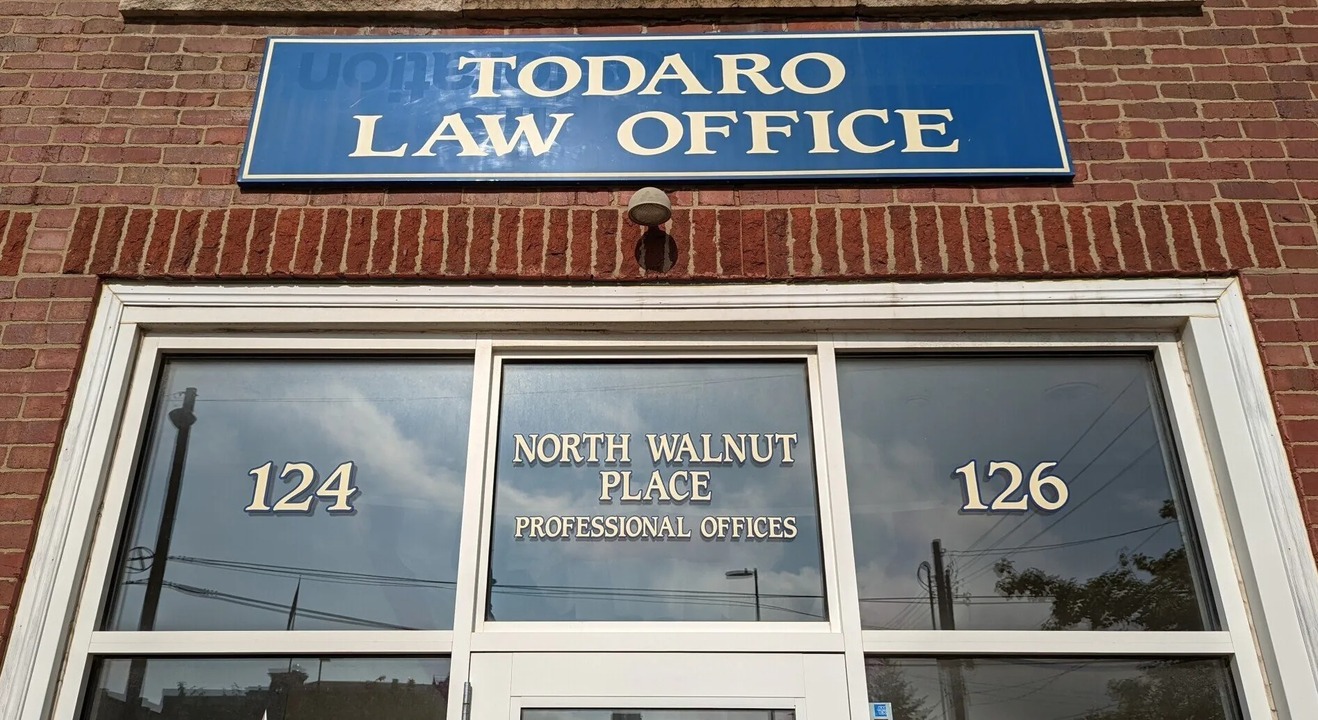 TODARO
LAW OFFICE
NORTH WALNUT
PLACE
PROFESSIONAL OFFICES
124
126